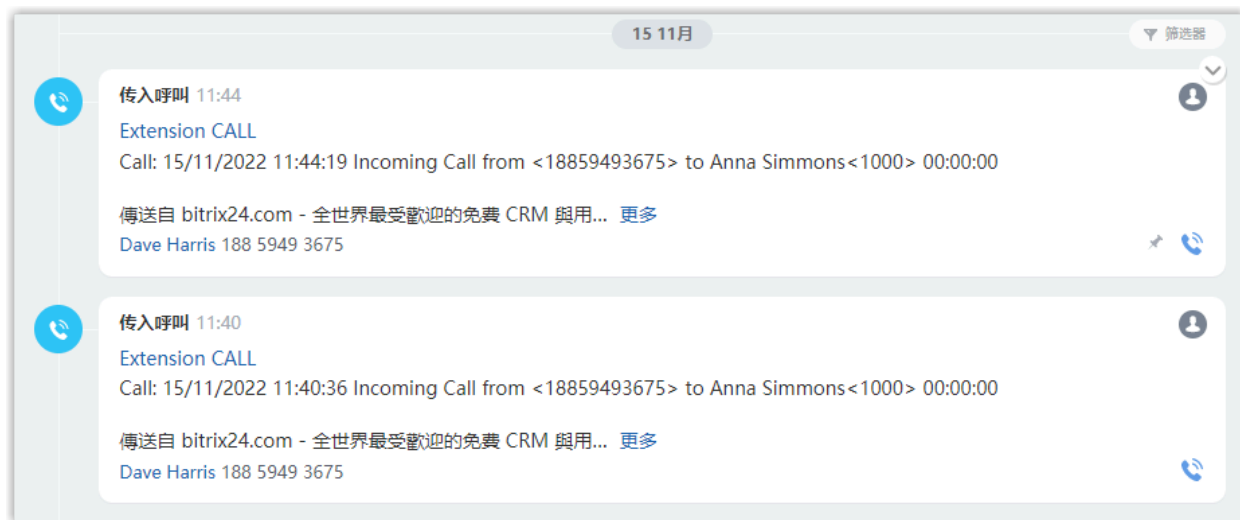 15 11月
筛选器
传入呼叫 11:44
Extension CALL
Call: 15/11/2022 11:44:19 Incoming Call from <18859493675> to Anna Simmons<1000> 00:00:00
傳送自 bitrix24.com - 全世界最受歡迎的免費 CRM 與用... 更多
Dave Harris 188 5949 3675
传入呼叫 11:40
Extension CALL
Call: 15/11/2022 11:40:36 Incoming Call from <18859493675> to Anna Simmons<1000> 00:00:00
傳送自 bitrix24.com - 全世界最受歡迎的免費 CRM 與用... 更多
Dave Harris 188 5949 3675